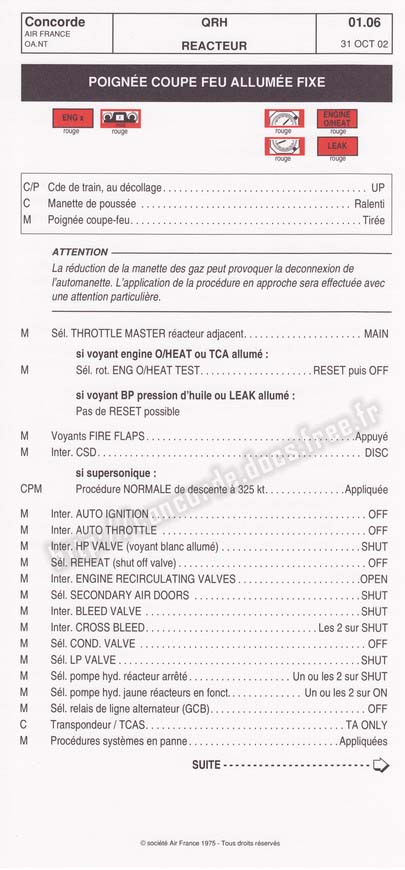 Concorde
AIR FRANCE
OA.NT
QRH
REACTEUR
01.06
31 OCT 02
POIGNÉE COUPE FEU ALLUMÉE FIXE
ENG x
rouge
rouge
rouge
ENGINE O/HEAT
rouge
rouge
LEAK
rouge
C/P Cde de train, au décollage. . . . . . . . . . UP
C Manette de poussée . . . . . . . . . . Ralenti
M Poignée coupe-feu. . . . . . . . . . Tirée
ATTENTION
La réduction de la manette des gaz peut provoquer la deconnexion de
l'automanette. L'application de la procédure en approche sera effectuée avec
une attention particulière.
M Sél. THROTTLE MASTER réacteur adjacent. . . . . . . . . . MAIN
si voyant engine O/HEAT ou TCA allumé :
M Sél. rot. ENG O/HEAT TEST. . . . . . . . . . RESET puis OFF
si voyant BP pression d'huile ou LEAK allumé :
Pas de RESET possible
M Voyants FIRE FLAPS. . . . . . . . . . Appuyé
M Inter. CSD. . . . . . . . . . DISC
si supersonique :
CPM Procédure NORMALE de descente à 325 kt. . . . . . . . . . Appliquée
M Inter. AUTO IGNITION . . . . . . . . . . OFF
M Inter. AUTO THROTTLE . . . . . . . . . . OFF
M Inter. HP VALVE (voyant blanc allumé) . . . . . . . . . . SHUT
M Sél. REHEAT (shut off valve) . . . . . . . . . . OFF
M Inter. ENGINE RECIRCULATING VALVES . . . . . . . . . . OPEN
M Sél. SECONDARY AIR DOORS . . . . . . . . . . SHUT
M Inter. BLEED VALVE . . . . . . . . . . SHUT
M Inter. CROSS BLEED. . . . . . . . . . Les 2 sur SHUT
M Sél. COND. VALVE . . . . . . . . . . OFF
M Sél. LP VALVE . . . . . . . . . . SHUT
M Sél. pompe hyd. réacteur arrêté. . . . . . . . . . Un ou les 2 sur SHUT
M Sél. pompe hyd. jaune réacteurs en fonct. . . . . . . . . . Un ou les 2 sur ON
M Sél. relais de ligne alternateur (GCB). . . . . . . . . . OFF
C Transpondeur / TCAS. . . . . . . . . . TA ONLY
M Procédures systèmes en panne . . . . . . . . . . Appliquées
SUITE
© société Air France 1975 - Tous droits réservés